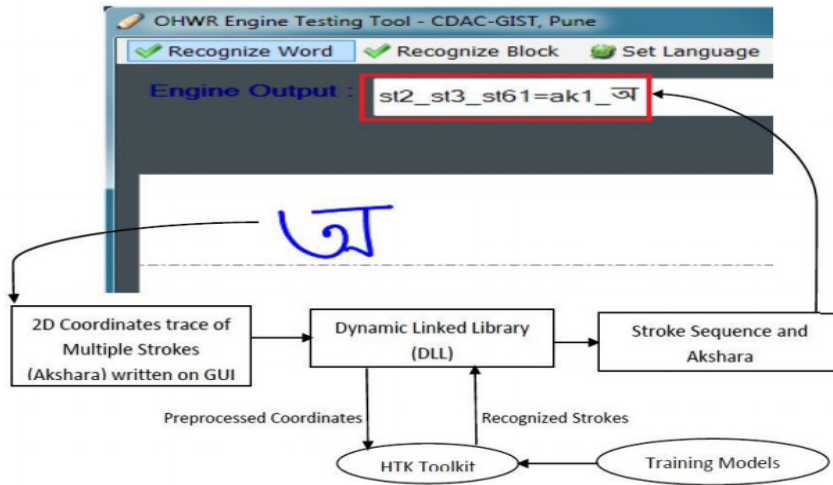 OHWR Engine Testing Tool - CDAC-GIST, Pune
Recognize Word Recognize Block Set Language
Engine Output : st2_st3_st61=ak1_অ
অ
2D Coordinates trace of
Multiple Strokes
(Akshara) written on GUI
Dynamic Linked Library
(DLL)
Stroke Sequence and
Akshara
Preprocessed Coordinates
Recognized Strokes
HTK Toolkit
Training Models